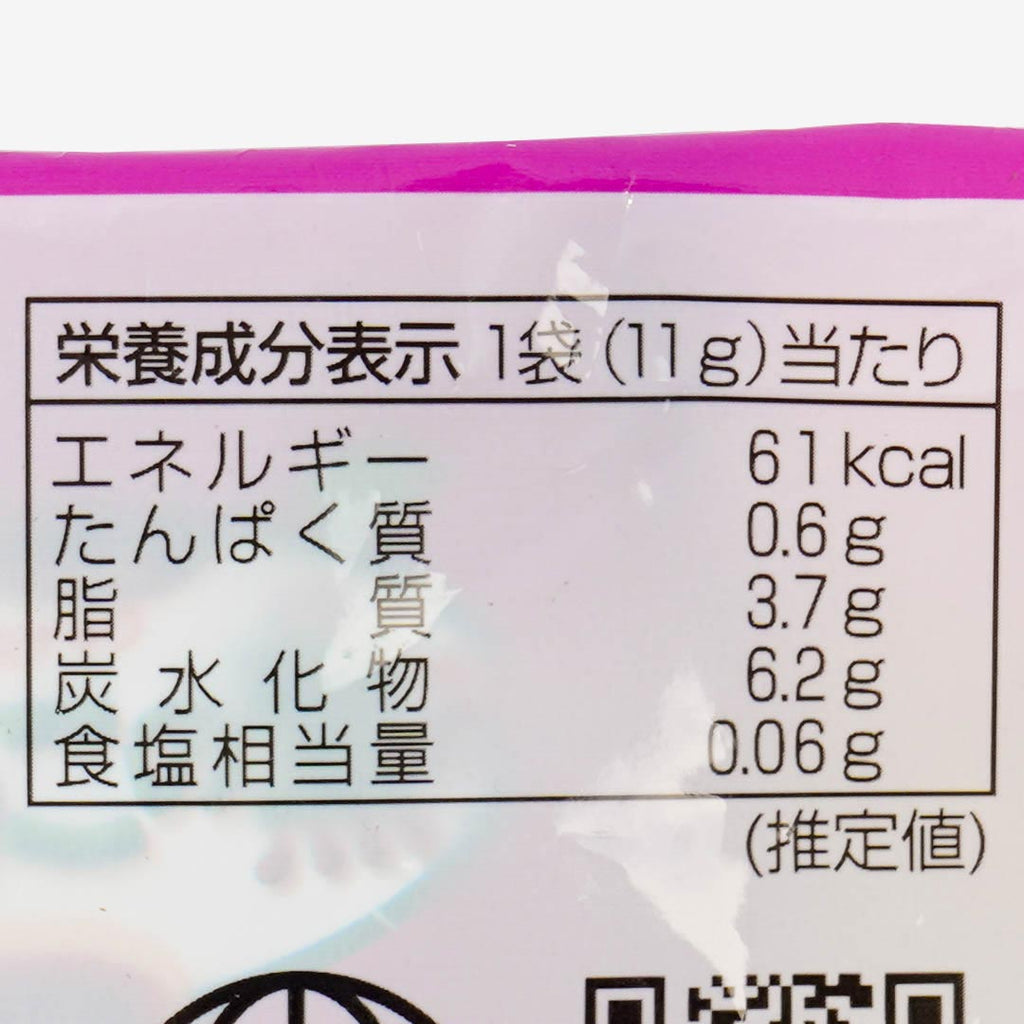 栄養成分表示 1袋(11g)当たり
エネルギー 61kcal
たんぱく質 0.6g
脂質 3.7g
炭水化物 6.2g
食塩相当量 0.06g
(推定値)